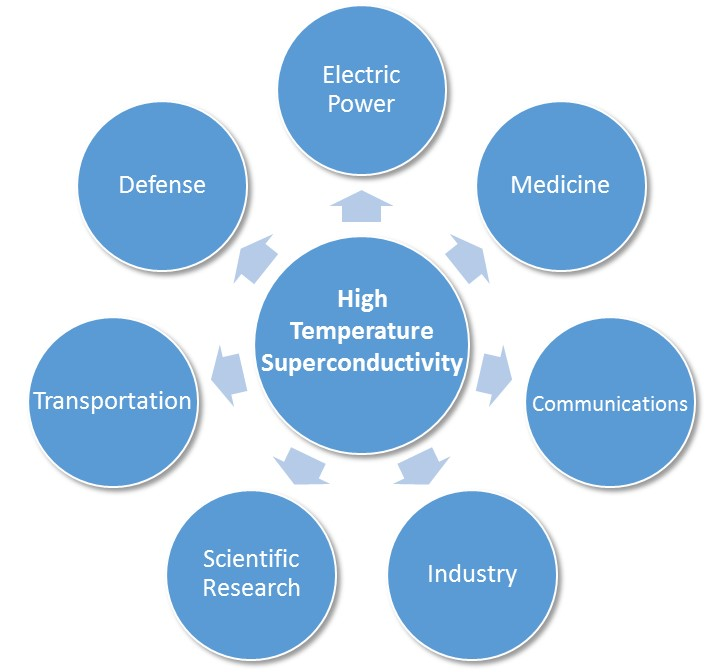 Electric
Power
Medicine
Communications
Industry
Scientific
Research
Transportation
Defense
High
Temperature
Superconductivity